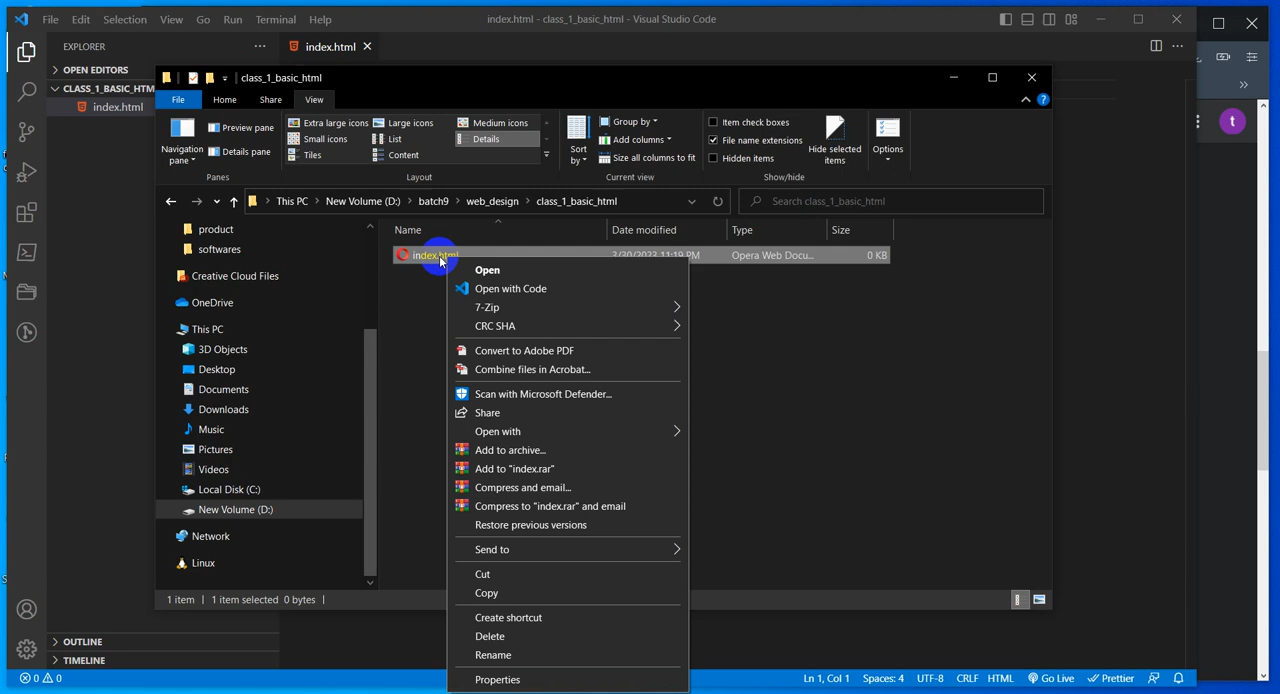 File Edit Selection View Go Run Terminal Help index.html - class_1_basic_html - Visual Studio Code
EXPLORER
index.html
OPEN EDITORS
CLASS_1_BASIC_HTM
index.html
class_1_basic_html
File Home Share View
Navigation pane
Preview pane
Details pane
Panes
Extra large icons Large icons Medium icons
Small icons List Details
Tiles Content
Layout
Sort by
Group by
Add columns
Size all columns to fit
Current view
Item check boxes
File name extensions
Hidden items
Hide selected items
Show/hide
Options
This PC New Volume (D:) batch9 web_design class_1_basic_html
Search class_1_basic_html
t
Name Date modified Type Size
index.html 3/30/2023 11:19 PM Opera Web Docu... 0 KB
product
softwares
Creative Cloud Files
OneDrive
This PC
3D Objects
Desktop
Documents
Downloads
Music
Pictures
Videos
Local Disk (C:)
New Volume (D:)
Network
Linux
Open
Open with Code
7-Zip
CRC SHA
Convert to Adobe PDF
Combine files in Acrobat...
Scan with Microsoft Defender...
Share
Open with
Add to archive...
Add to "index.rar"
Compress and email...
Compress to "index.rar" and email
Restore previous versions
Send to
Cut
Copy
Create shortcut
Delete
Rename
Properties
1 item 1 item selected 0 bytes
OUTLINE
TIMELINE
0 0 Ln 1, Col 1 Spaces: 4 UTF-8 CRLF HTML Go Live Prettier